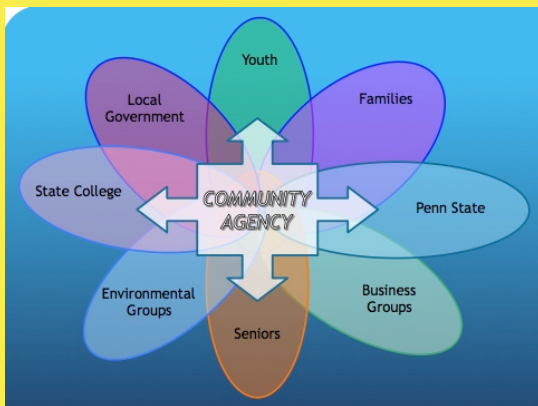 Youth
Local
Government
Families
State College
COMMUNITY
AGENCY
Penn State
Environmental
Groups
Business
Groups
Seniors